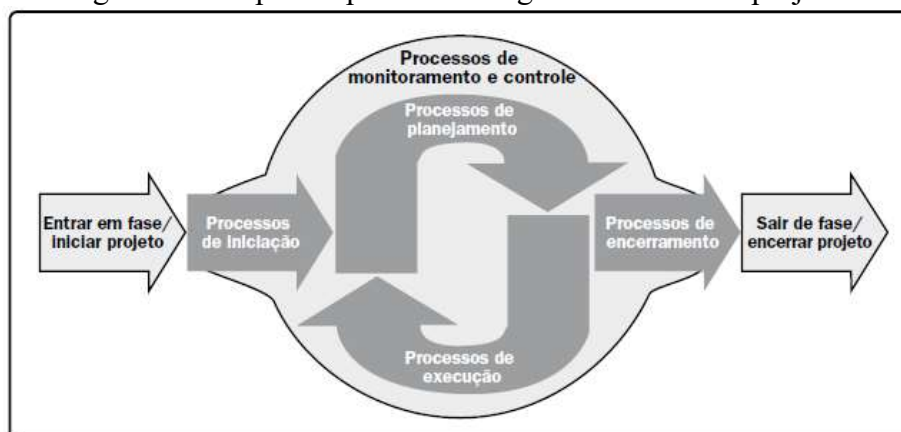 Processos de
monitoramento e controle
Processos de
planejamento
Entrar em fase/
iniciar projeto
Processos
de iniciação
Processos de
encerramento
Sair de fase/
encerrar projeto
Processos de
execução